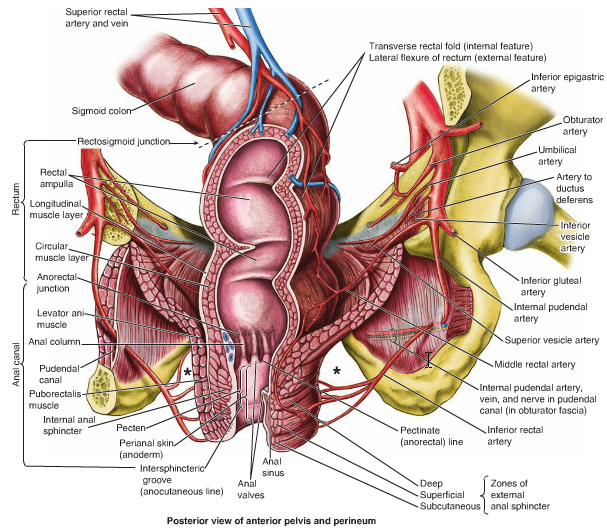 Superior rectal
artery and vein
Transverse rectal fold (internal feature)
Lateral flexure of rectum (external feature)
Inferior epigastric
artery
Sigmoid colon
Obturator
artery
Rectosigmoid junction
Umbilical
artery
Rectum
Rectal
ampulla
Artery to
ductus
deferens
Longitudinal
muscle layer
Inferior
vesicle
artery
Circular
muscle layer
Anorectal
junction
Inferior gluteal
artery
Anal canal
Levator ani
muscle
Internal pudendal
artery
Anal column
Superior vesicle artery
Pudendal
canal
*
*
Middle rectal artery
Puborectalis
muscle
Internal pudendal artery,
vein, and nerve in pudendal
canal (in obturator fascia)
Internal anal
sphincter
Pecten
Pectinate
(anorectal) line
Inferior rectal
artery
Perianal skin
(anoderm)
Intersphincteric
groove
(anocutaneous line)
Anal
sinus
Anal
valves
Deep
Superficial
Subcutaneous
Zones of
external
anal sphincter
Posterior view of anterior pelvis and perineum